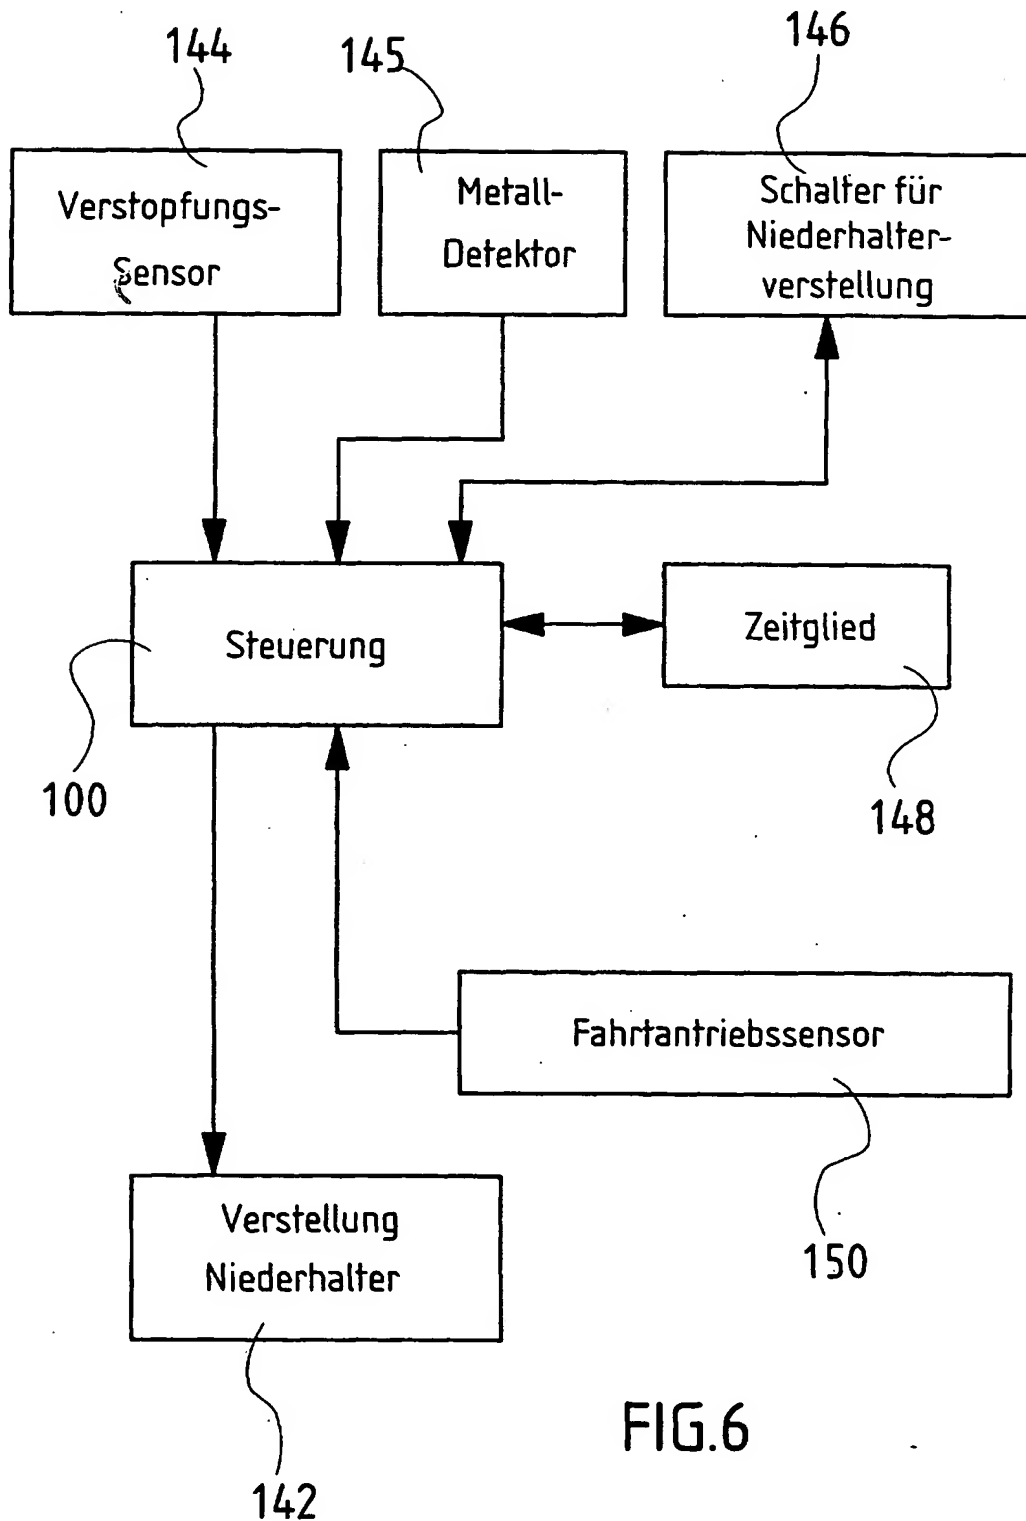 144
145
146
Verstopfungs-
Sensor
Metall-
Detektor
Schalter für
Niederhalter-
verstellung
Steuerung
Zeitglied
100
148
Fahrtantriebssensor
Verstellung
Niederhalter
150
142
FIG.6